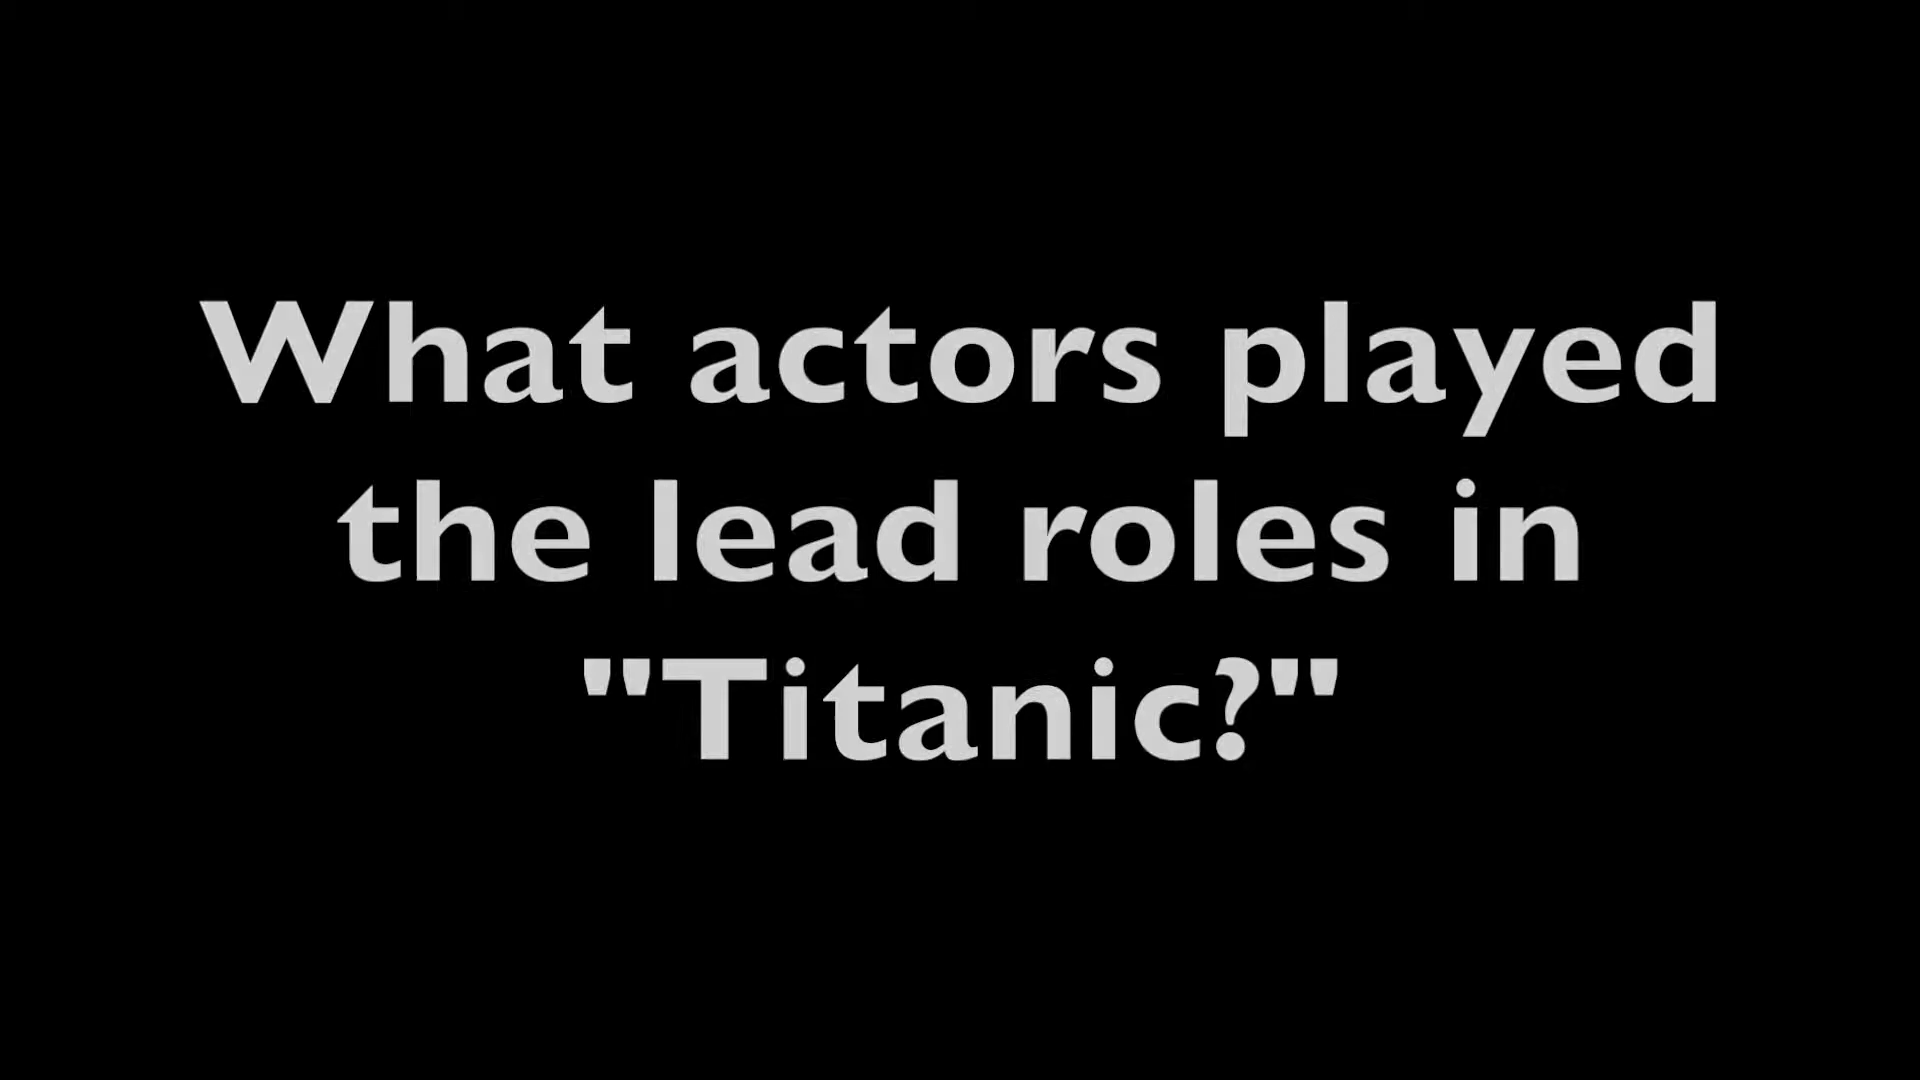 What actors played
the lead roles in
"Titanic?"